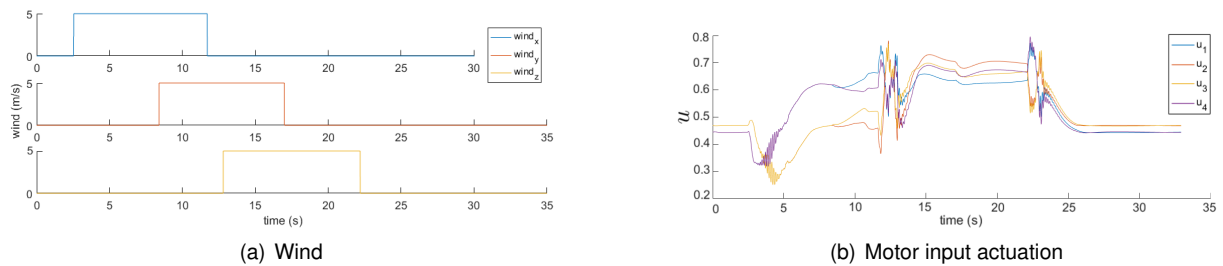 5
0
0 5 10 15 20 25 30
wind_x
wind_y
wind_z
wind (m/s)
5
0
0 5 10 15 20 25 30 35
5
0
0 5 10 15 20 25 30 35
time (s)
(a) Wind
0.8
0.7
0.6
0.5
0.4
0.3
0.2
u
0 5 10 15 20 25 30 35
time (s)
u_1
u_2
u_3
u_4
(b) Motor input actuation